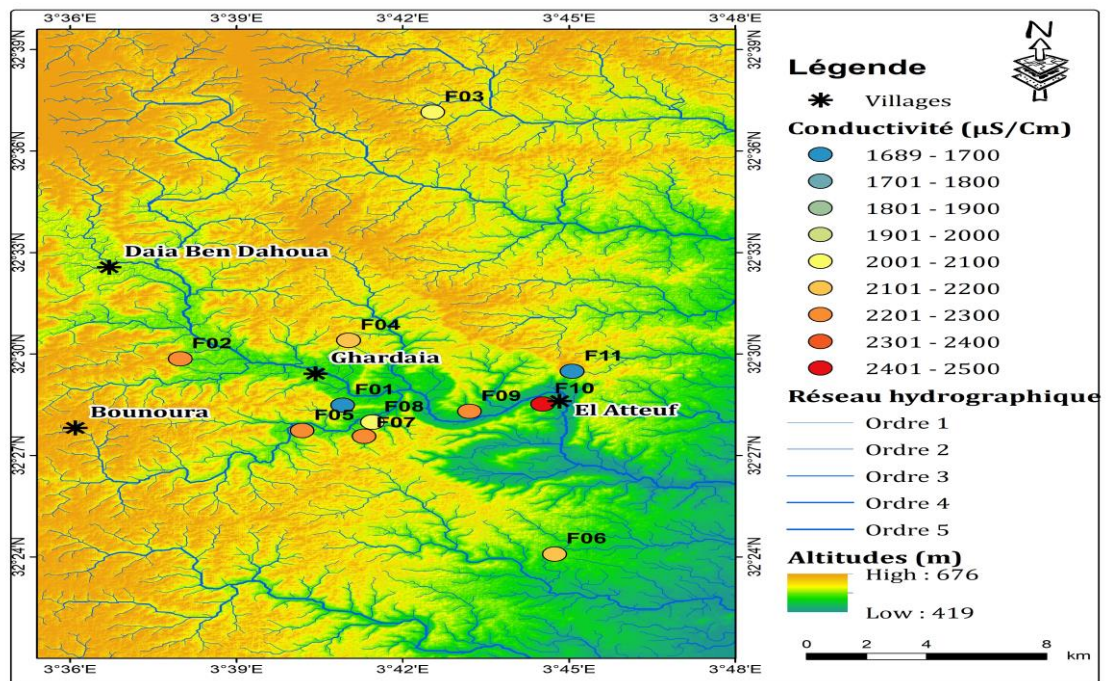 3°36'E 3°39'E 3°42'E 3°45'E 3°48'E
32°39'N 32°39'N
32°36'N 32°36'N
32°33'N 32°33'N
32°30'N 32°30'N
32°27'N 32°27'N
32°24'N 32°24'N
3°36'E 3°39'E 3°42'E 3°45'E 3°48'E
F03
Daia Ben Dahoua
F04
F02
Ghardaia
F11
F01
F10
F09
Bounoura
F05
F08
El Atteuf
F07
F06
N
Légende
Villages
Conductivité (µS/Cm)
1689 - 1700
1701 - 1800
1801 - 1900
1901 - 2000
2001 - 2100
2101 - 2200
2201 - 2300
2301 - 2400
2401 - 2500
Réseau hydrographique
Ordre 1
Ordre 2
Ordre 3
Ordre 4
Ordre 5
Altitudes (m)
High : 676
Low : 419
0 2 4 8
km